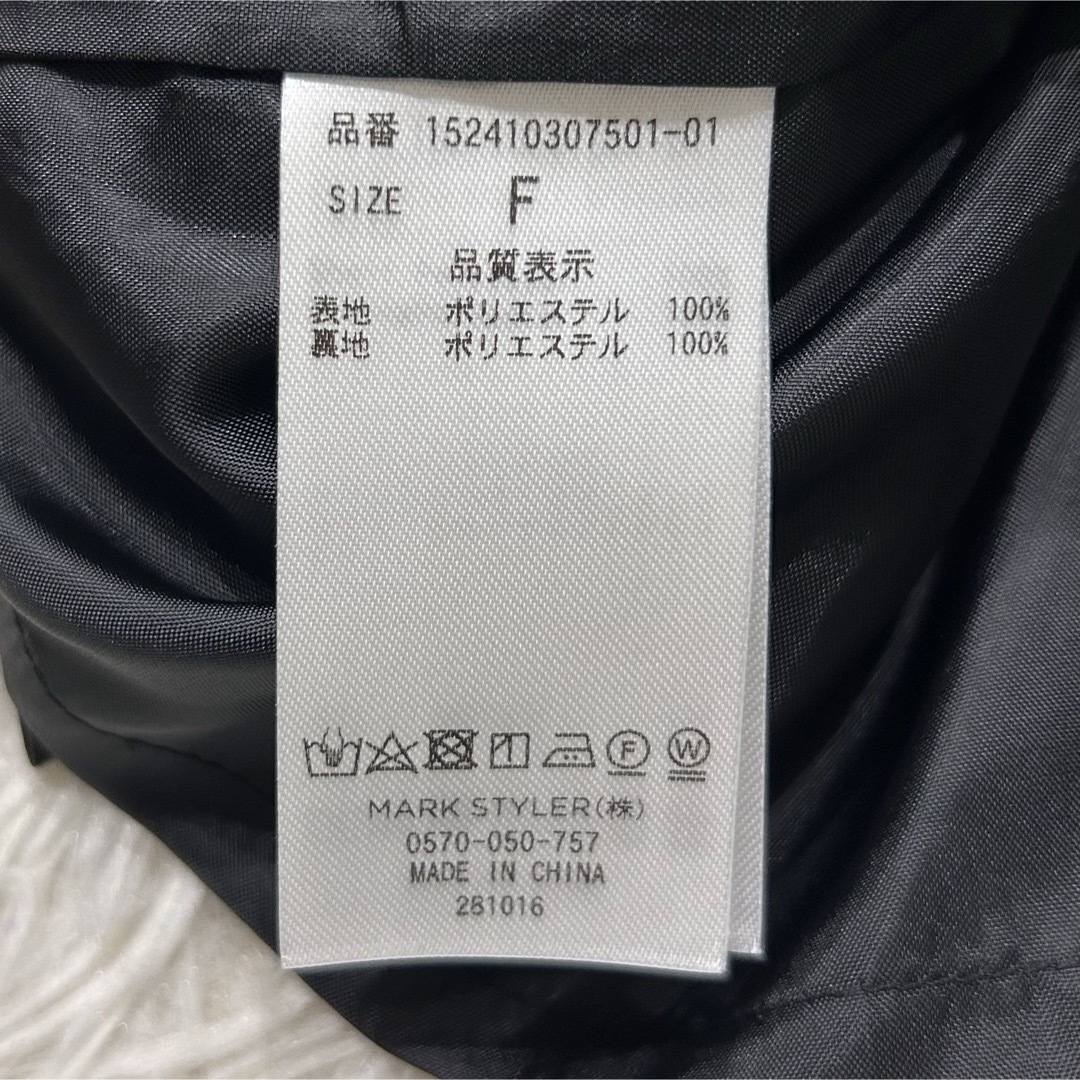 品番 152410307501-01
SIZE F
品質表示
表地 ポリエステル 100%
裏地 ポリエステル 100%
F W
MARK STYLER(株)
0570-050-757
MADE IN CHINA
281016